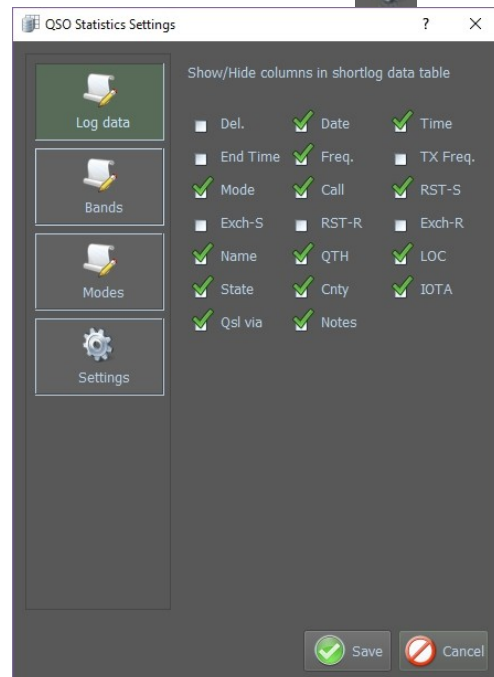 QSO Statistics Settings ?
Log data
Bands
Modes
Settings
Show/Hide columns in shortlog data table
Del. Date Time
End Time Freq. TX Freq.
Mode Call RST-S
Exch-S RST-R Exch-R
Name QTH LOC
State Cnty IOTA
Qsl via Notes
Save Cancel